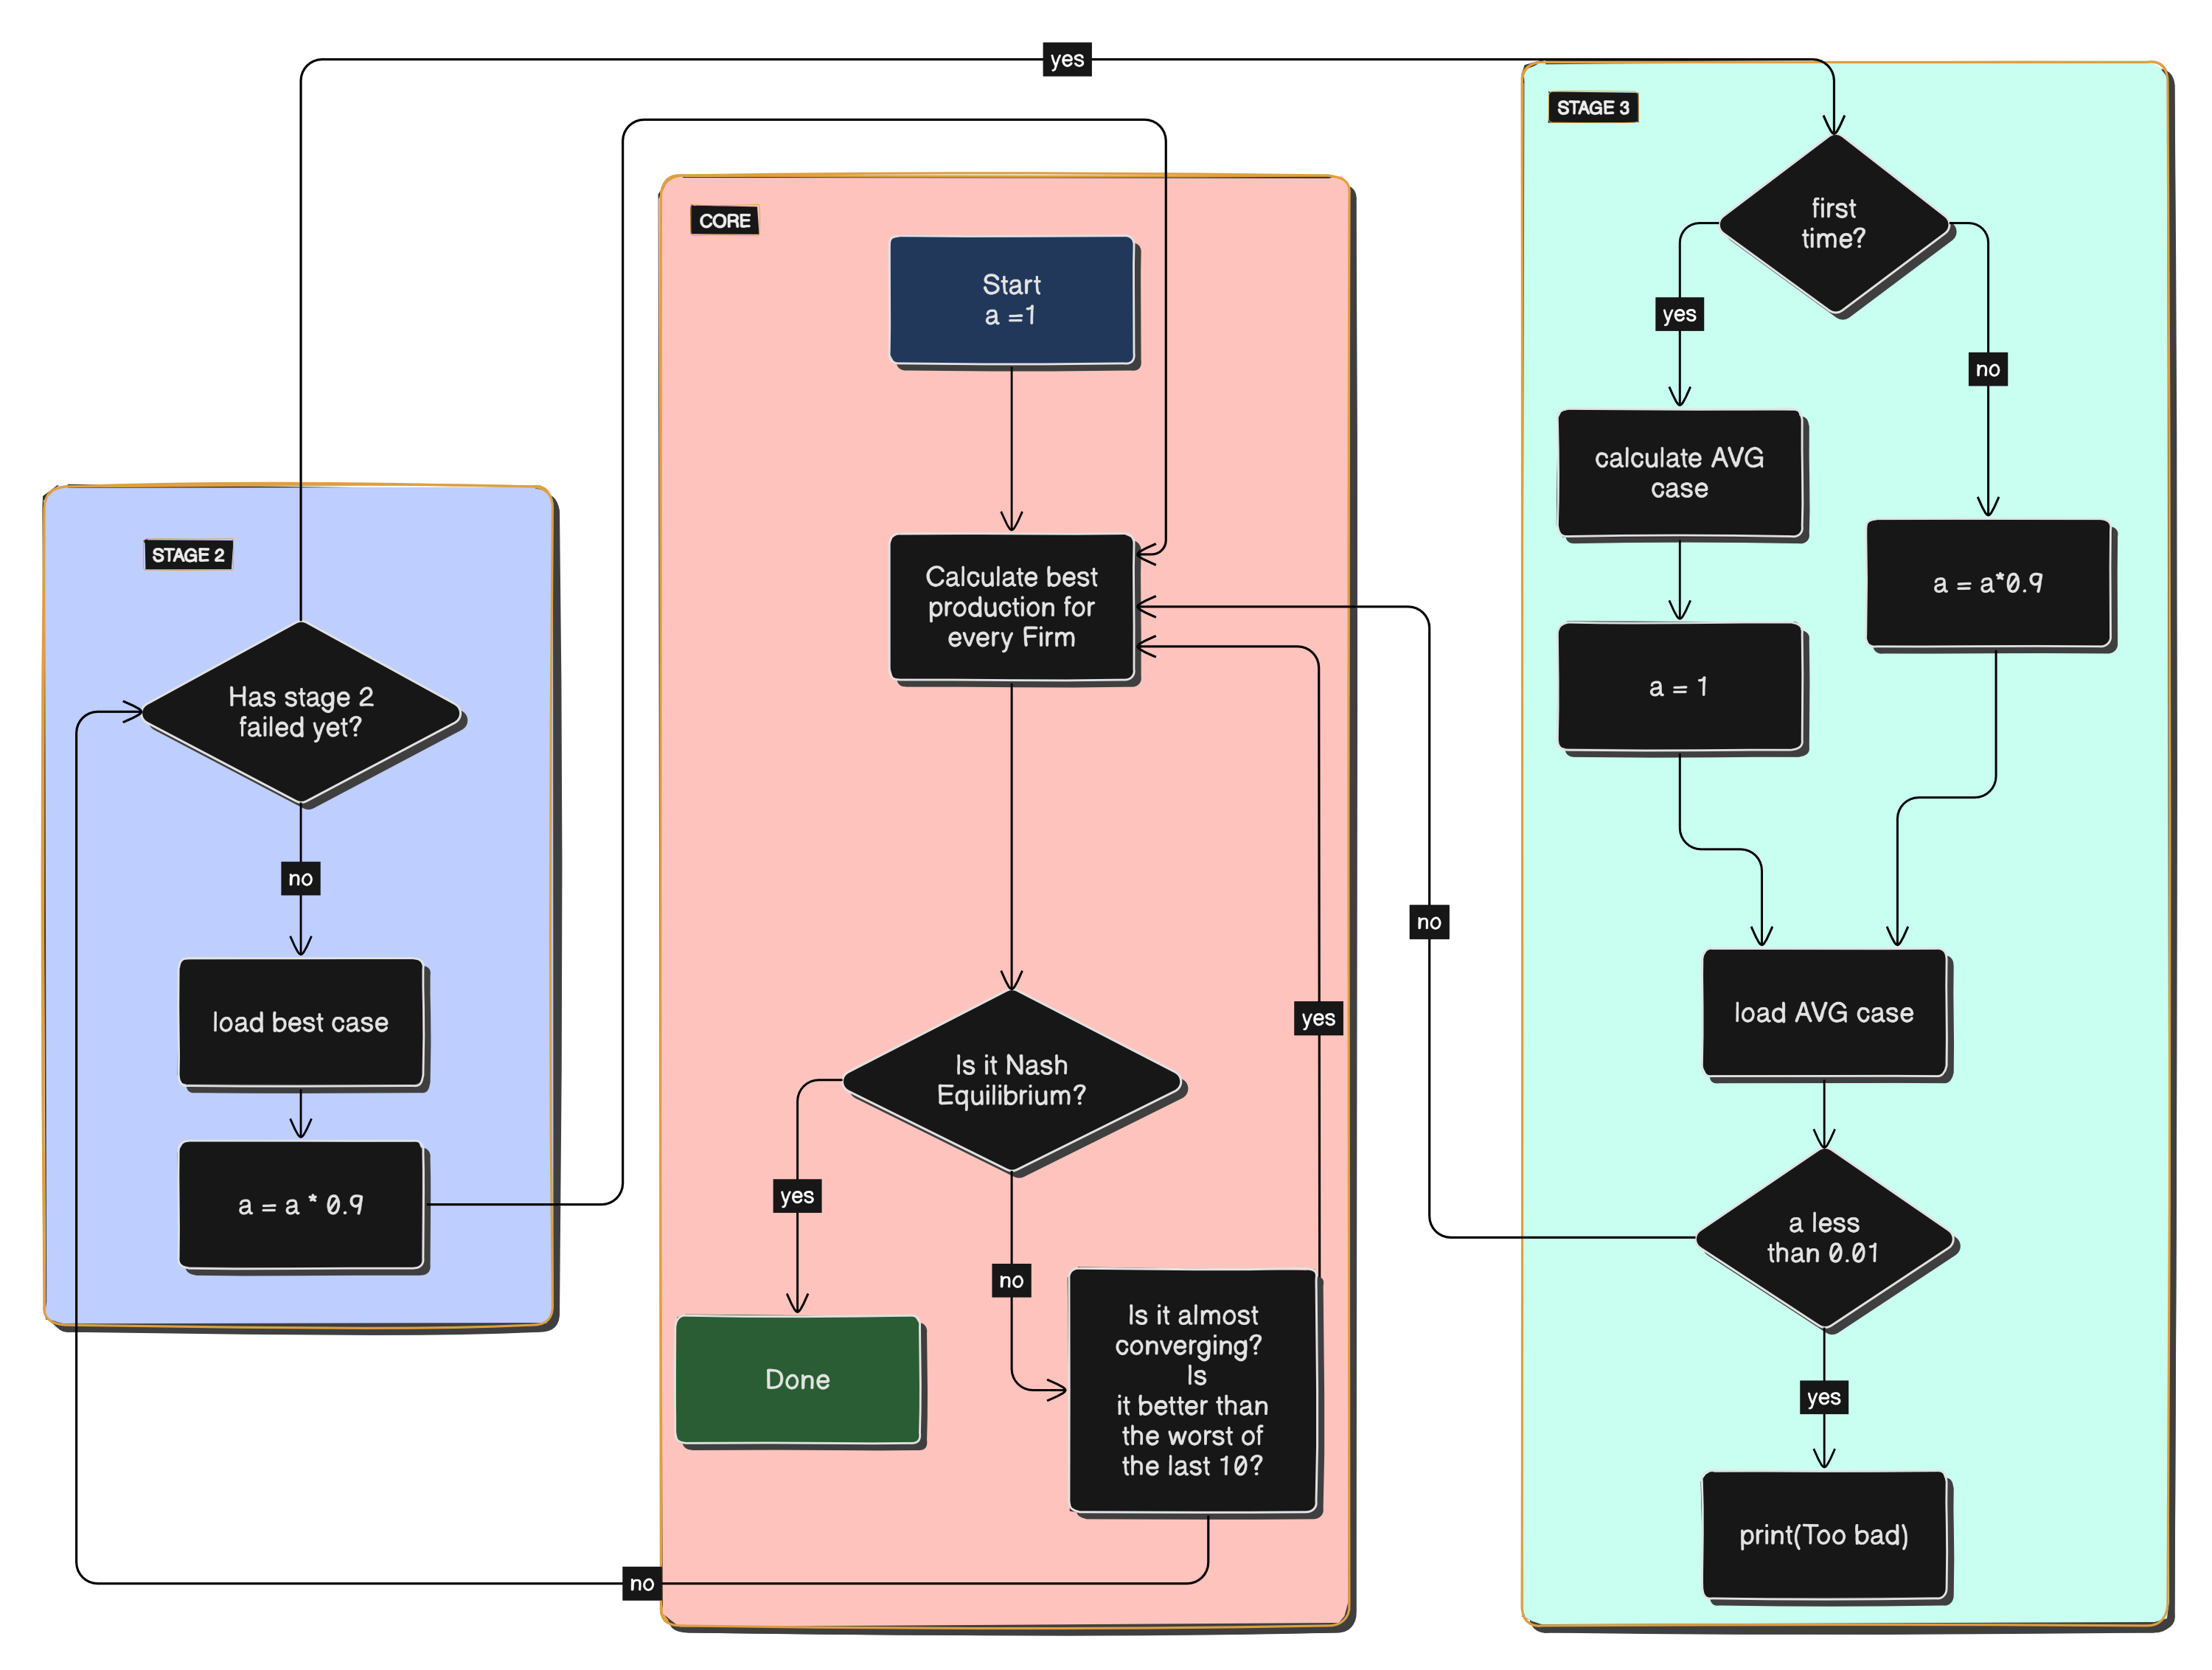 yes
STAGE 3
first
time?
yes
no
calculate AVG
case
a = a*0.9
a = 1
load AVG case
a less
than 0.01
yes
print(Too bad)
no
CORE
Start
a =1
Calculate best
production for
every Firm
yes
Is it Nash
Equilibrium?
yes
no
Done
Is it almost
converging?
Is
it better than
the worst of
the last 10?
no
STAGE 2
Has stage 2
failed yet?
no
load best case
a = a * 0.9